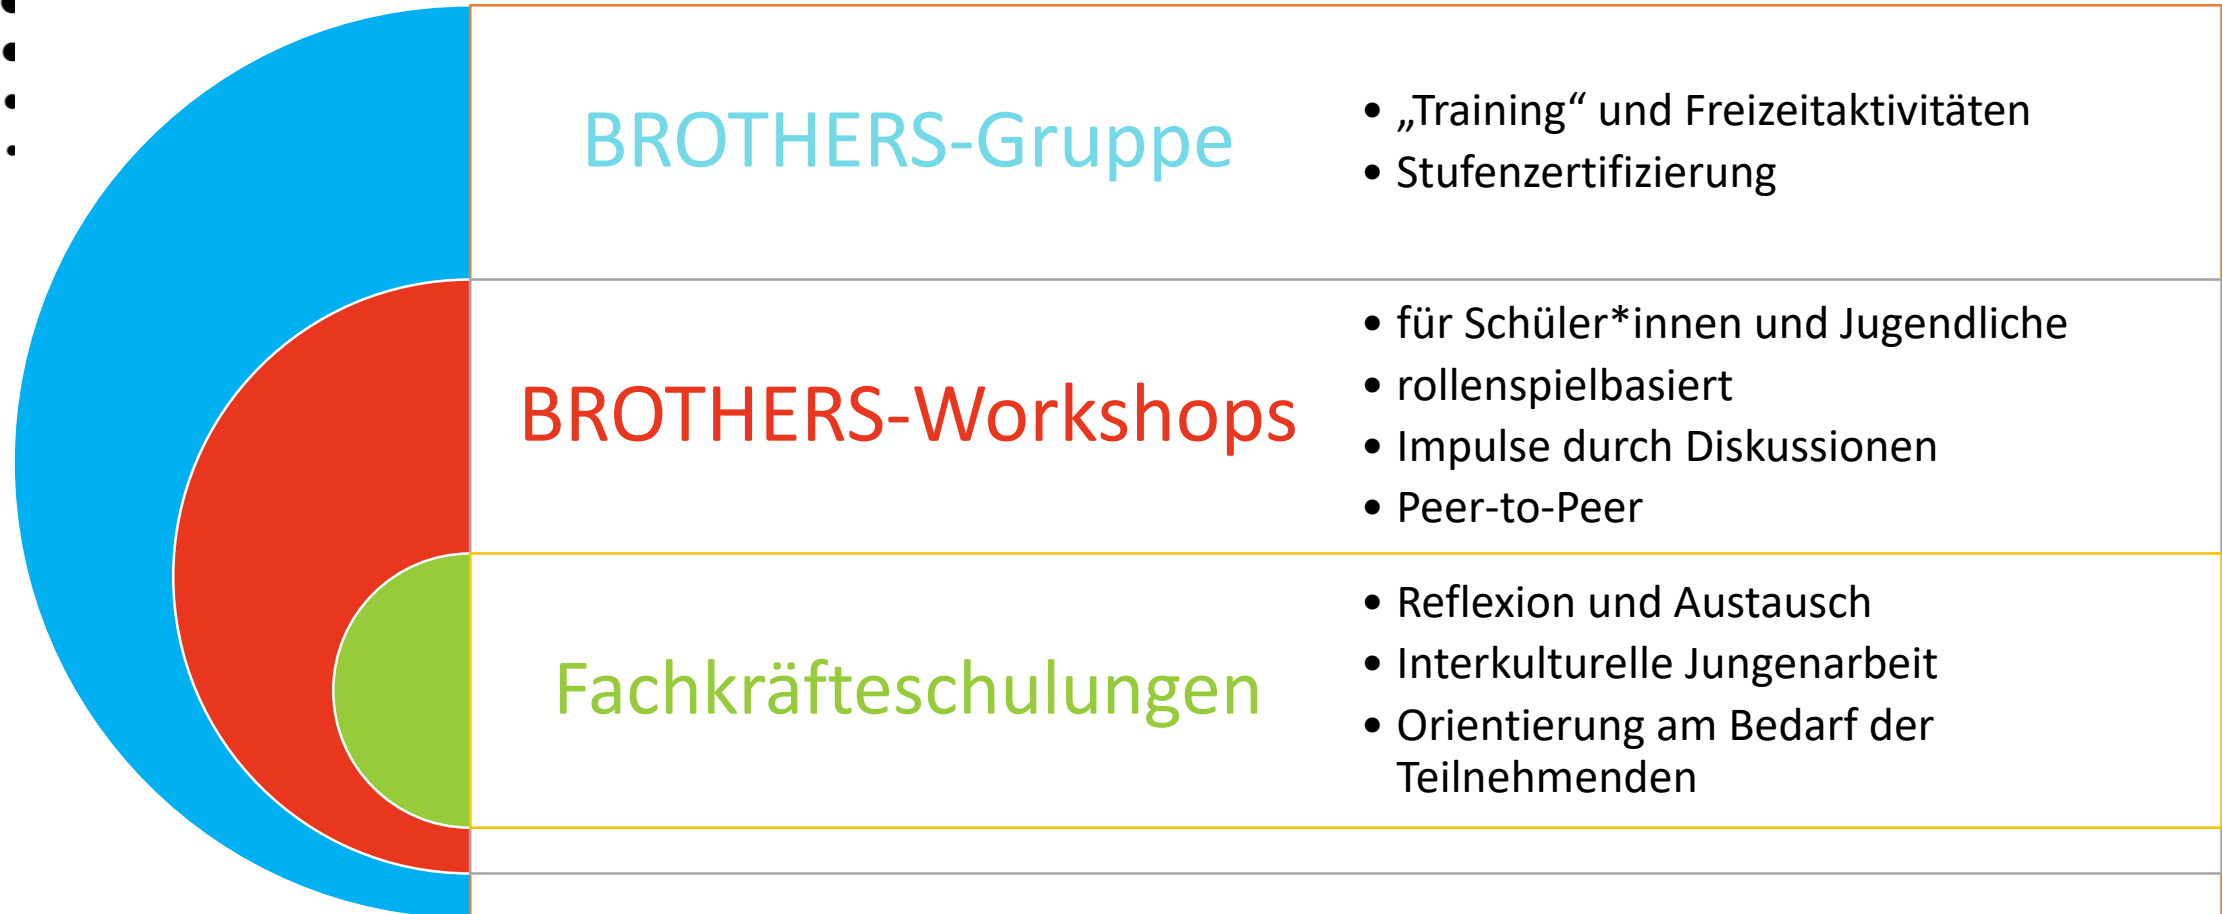 BROTHERS-Gruppe
• „Training“ und Freizeitaktivitäten
• Stufenzertifizierung
BROTHERS-Workshops
• für Schüler*innen und Jugendliche
• rollenspielbasiert
• Impulse durch Diskussionen
• Peer-to-Peer
Fachkräfteschulungen
• Reflexion und Austausch
• Interkulturelle Jungenarbeit
• Orientierung am Bedarf der
Teilnehmenden